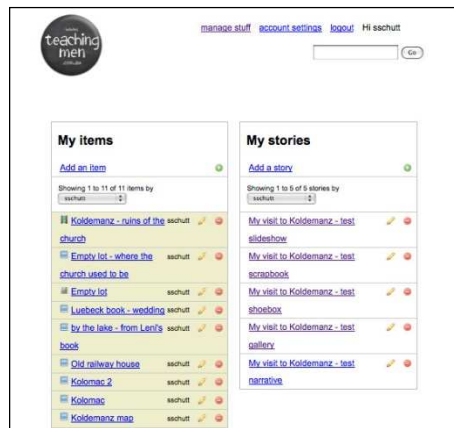 teaching
men
manage stuff account settings logout Hi sschutt
Go
My items
Add an item
Showing 1 to 11 of 11 items by
sschutt
Koldemanz - ruins of the sschutt
church
Empty lot - where the sschutt
church used to be
Empty lot sschutt
Luebeck book - wedding sschutt
by the lake - from Leni's sschutt
book
Old railway house sschutt
Kolomac 2 sschutt
Kolomac sschutt
Koldemanz map sschutt
My stories
Add a story
Showing 1 to 5 of 5 stories by
sschutt
My visit to Koldemanz - test
slideshow
My visit to Koldemanz - test
scrapbook
My visit to Koldemanz - test
shoebox
My visit to Koldemanz - test
gallery
My visit to Koldemanz - test
narrative